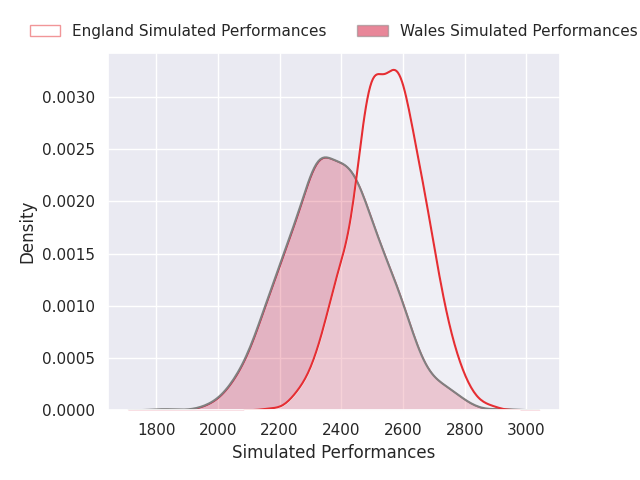 England Simulated Performances Wales Simulated Performances
0.0030
0.0025
0.0020
0.0015
0.0010
0.0005
0.0000
Density
1800 2000 2200 2400 2600 2800 3000
Simulated Performances